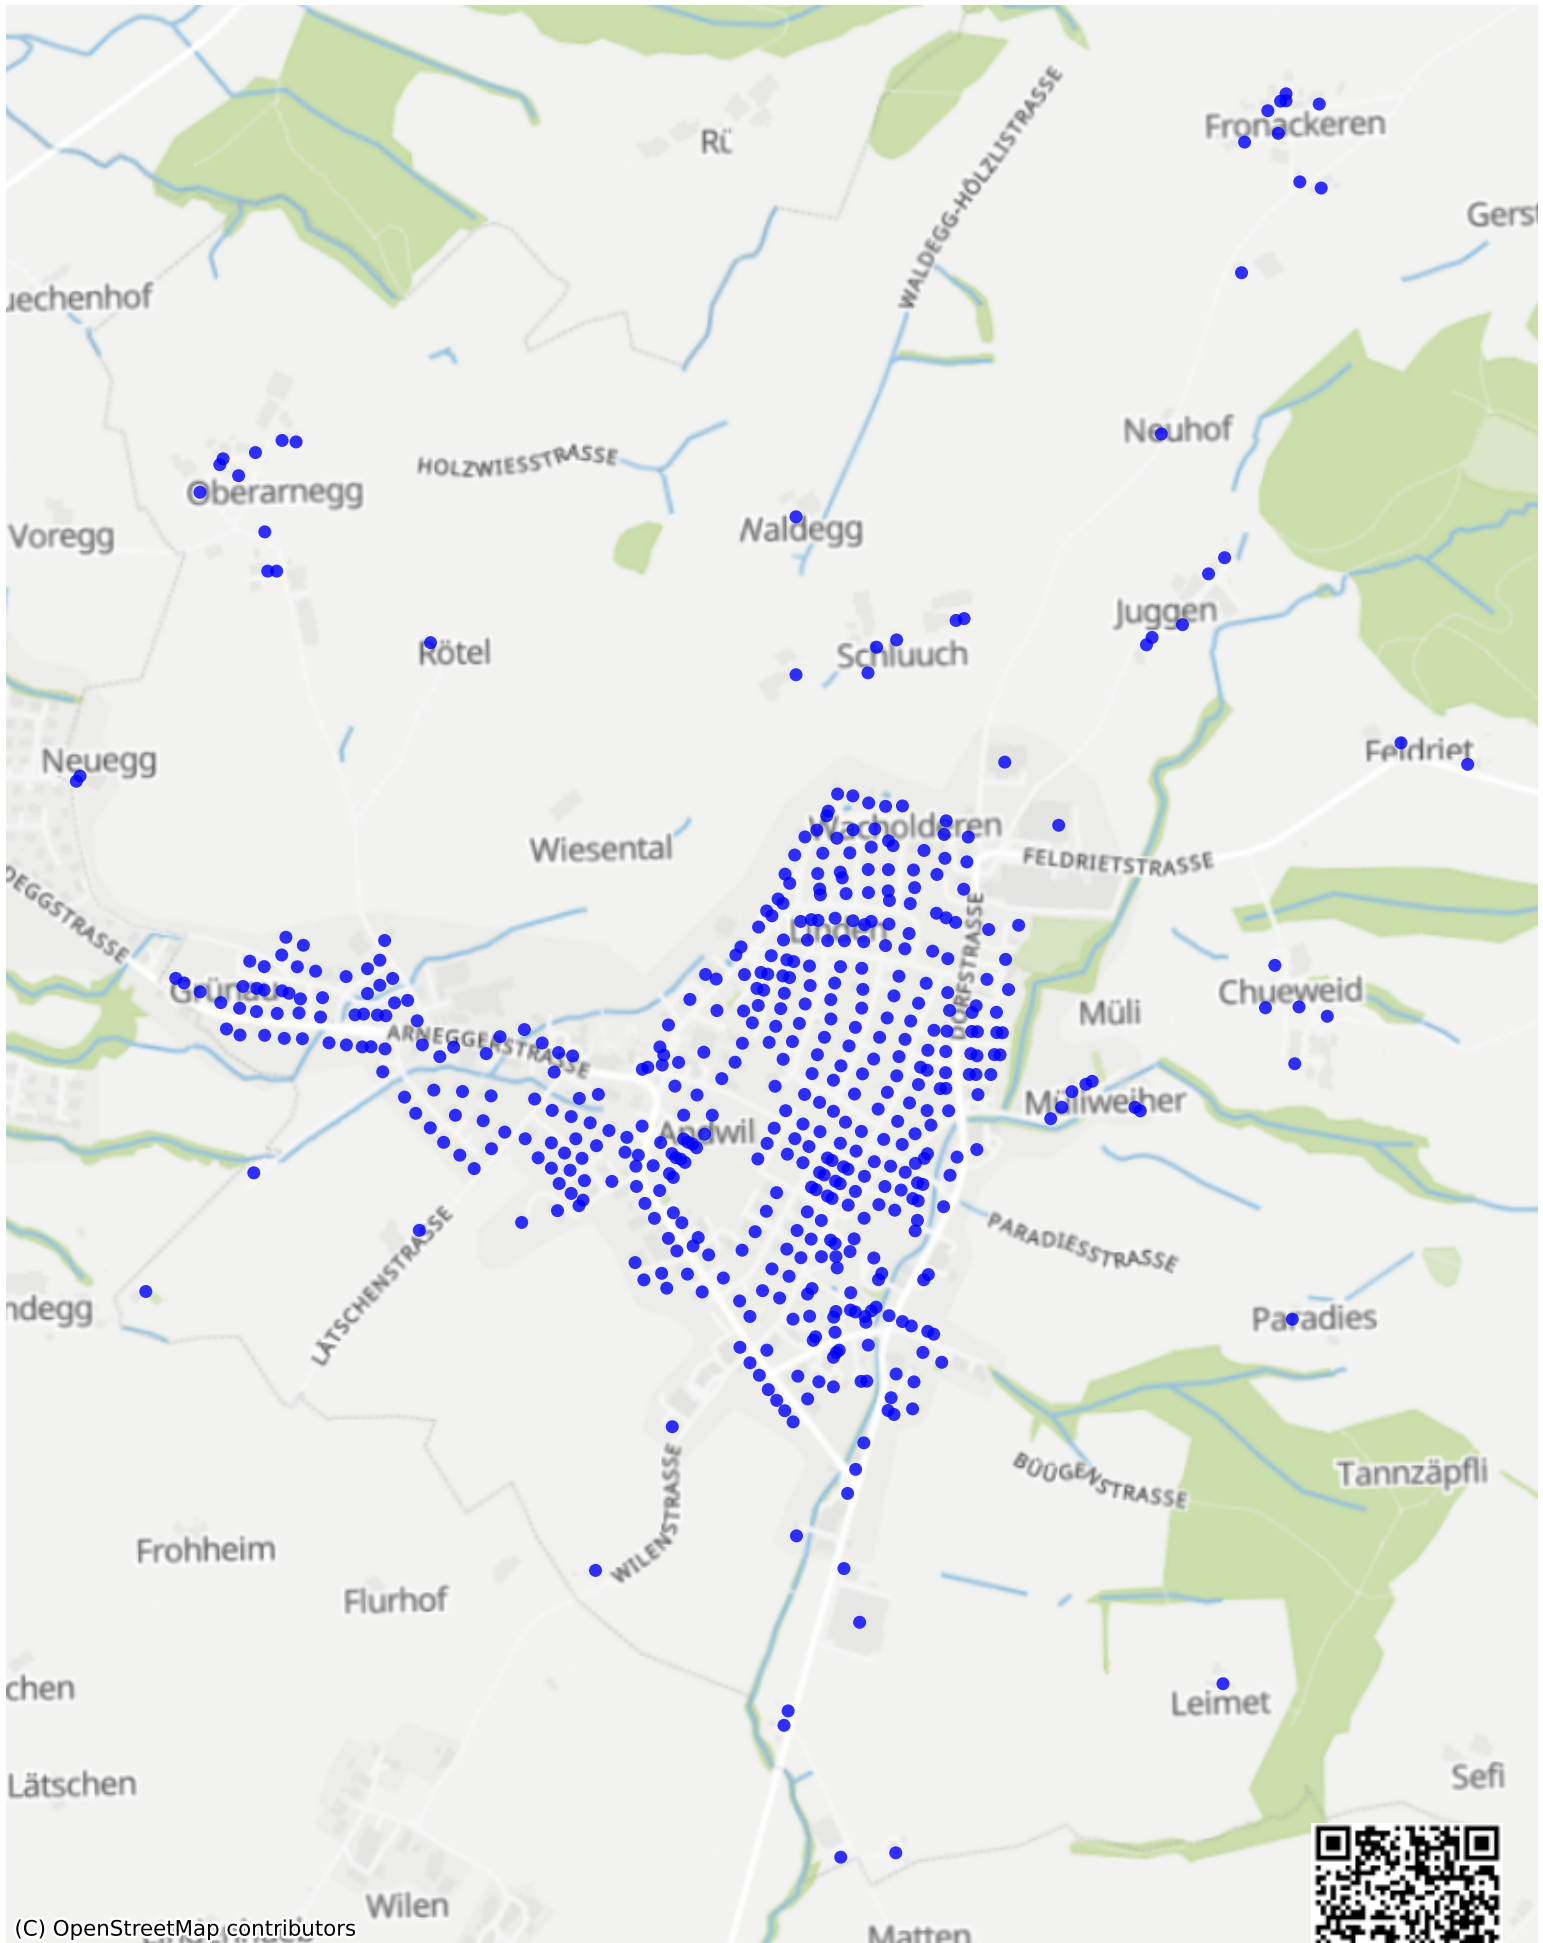 WALDEGG-HÖLZLISTRASSE
Fronackeren
Rü
Gerst
uechenhof
Neuhof
HOLZWIESSTRASSE
Oberarnegg
Voregg
Waldegg
Juggen
Rötel
Schluuch
Neuegg
Feldriet
Wacholderen
Wiesental
FELDRIETSTRASSE
DEGGSTRASSE
Linden
DORFSTRASSE
Grünau
Chueweid
Müli
ARNEGGERSTRASSE
Müliweiher
Andwil
PARADIESSTRASSE
LÄTSCHENSTRASSE
ndegg
Paradies
BÜÜGENSTRASSE
Tannzäpfli
WILENSTRASSE
Frohheim
Flurhof
chen
Leimet
Lätschen
Sefi
Wilen
(C) OpenStreetMap contributors
Matten